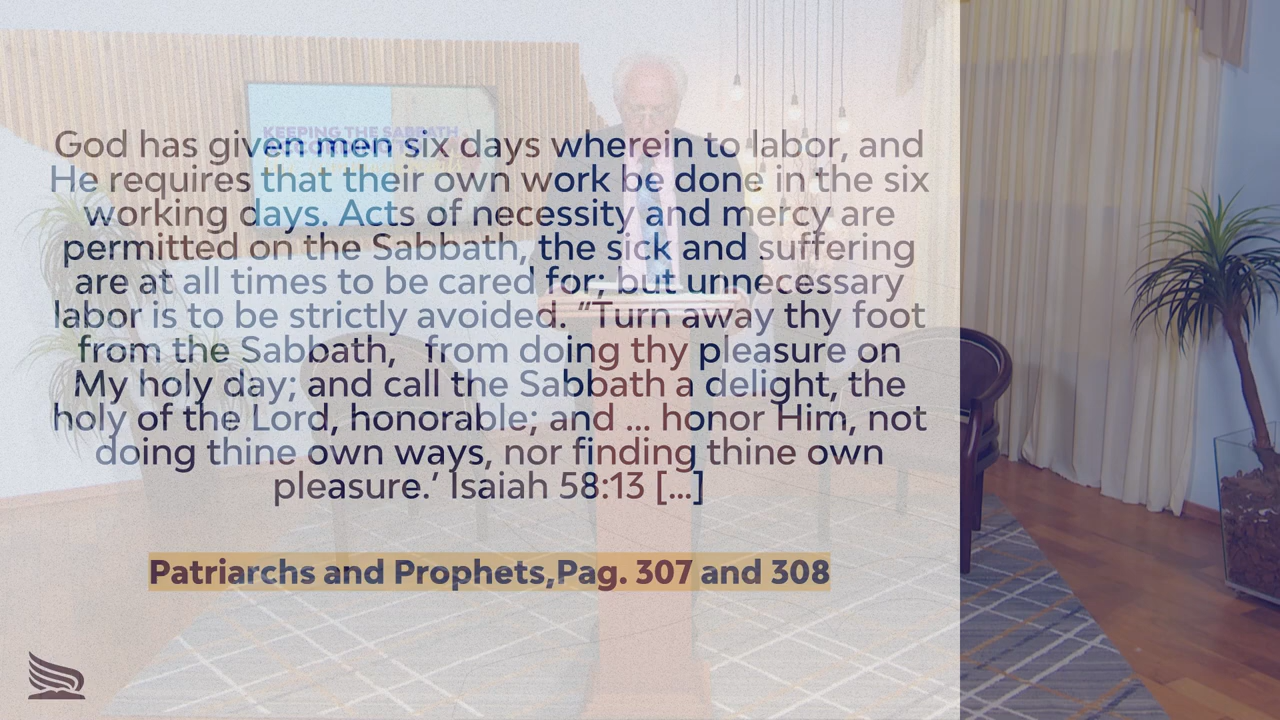 KEEPING THE SABBATH
God has given men six days wherein to labor, and
He requires that their own work be done in the six
working days. Acts of necessity and mercy are
permitted on the Sabbath, the sick and suffering
are at all times to be cared for; but unnecessary
labor is to be strictly avoided. “Turn away thy foot
from the Sabbath, from doing thy pleasure on
My holy day; and call the Sabbath a delight, the
holy of the Lord, honorable; and ... honor Him, not
doing thine own ways, nor finding thine own
pleasure.’ Isaiah 58:13 [...]
Patriarchs and Prophets,Pag. 307 and 308